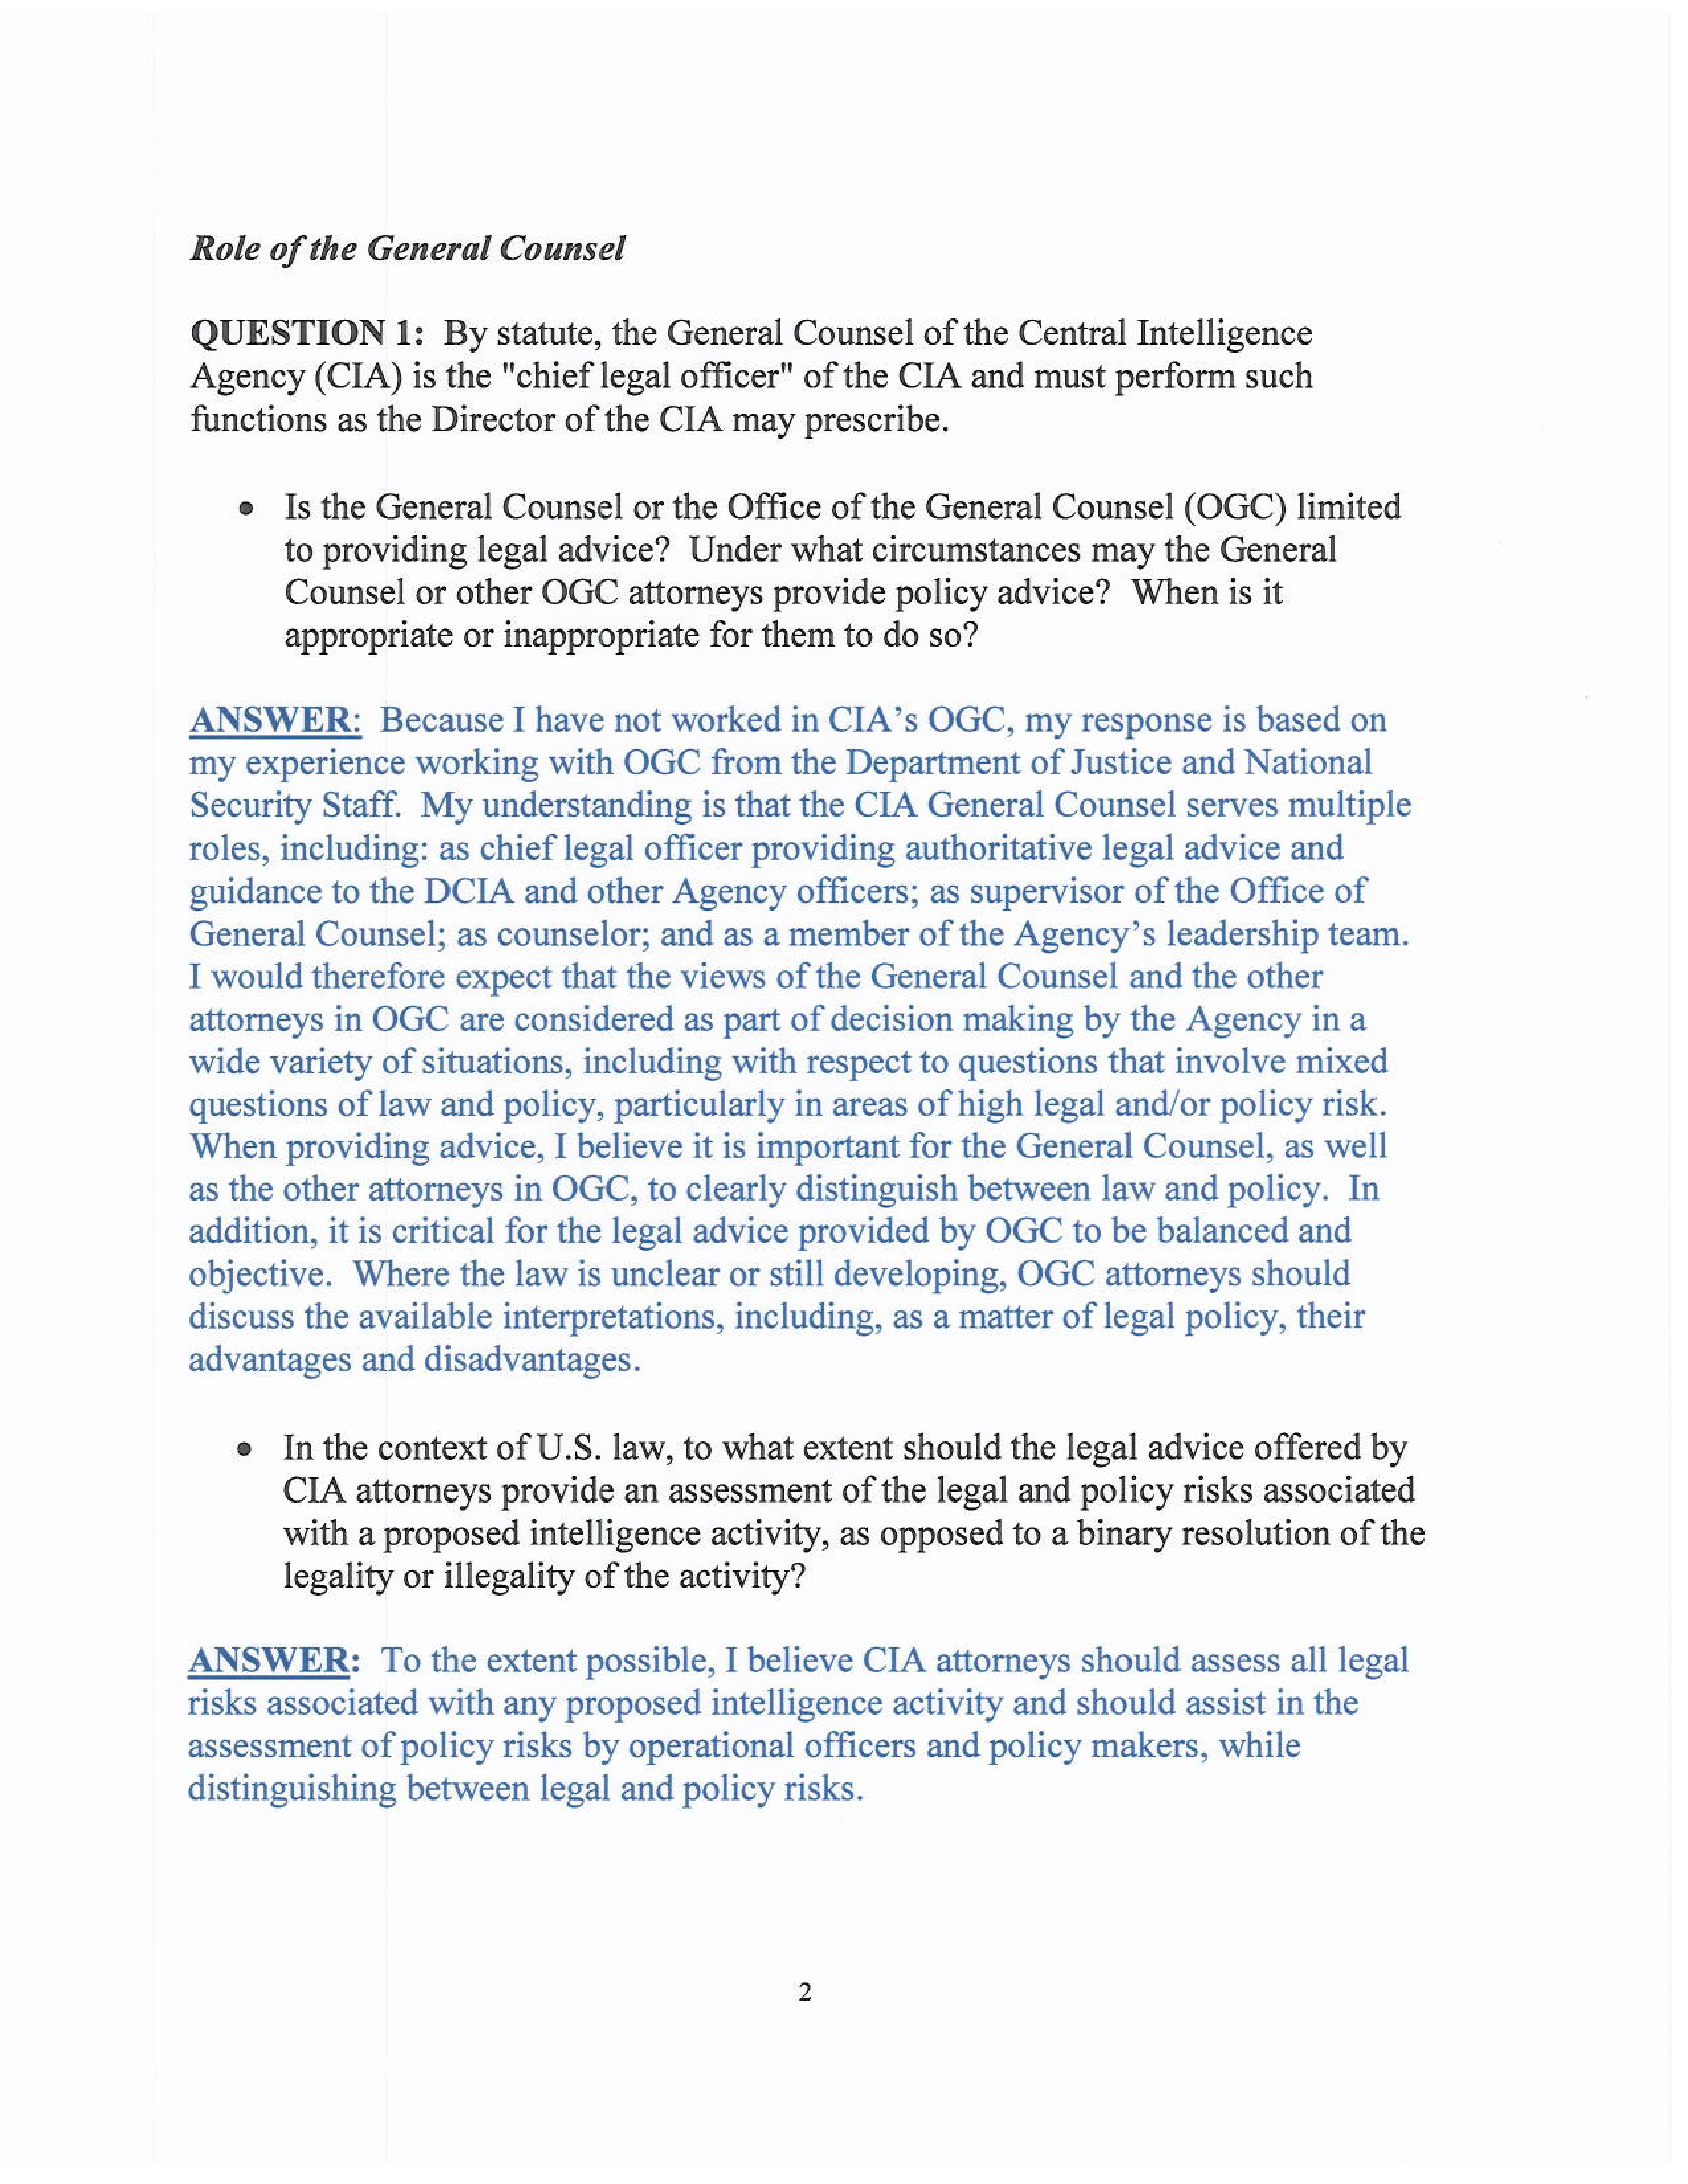 Role of the General Counsel
QUESTION 1: By statute, the General Counsel of the Central Intelligence
Agency (CIA) is the "chief legal officer" of the CIA and must perform such
functions as the Director of the CIA may prescribe.
• Is the General Counsel or the Office of the General Counsel (OGC) limited
to providing legal advice? Under what circumstances may the General
Counsel or other OGC attorneys provide policy advice? When is it
appropriate or inappropriate for them to do so?
ANSWER: Because I have not worked in CIA’s OGC, my response is based on
my experience working with OGC from the Department of Justice and National
Security Staff. My understanding is that the CIA General Counsel serves multiple
roles, including: as chief legal officer providing authoritative legal advice and
guidance to the DCIA and other Agency officers; as supervisor of the Office of
General Counsel; as counselor; and as a member of the Agency’s leadership team.
I would therefore expect that the views of the General Counsel and the other
attorneys in OGC are considered as part of decision making by the Agency in a
wide variety of situations, including with respect to questions that involve mixed
questions of law and policy, particularly in areas of high legal and/or policy risk.
When providing advice, I believe it is important for the General Counsel, as well
as the other attorneys in OGC, to clearly distinguish between law and policy. In
addition, it is critical for the legal advice provided by OGC to be balanced and
objective. Where the law is unclear or still developing, OGC attorneys should
discuss the available interpretations, including, as a matter of legal policy, their
advantages and disadvantages.
• In the context of U.S. law, to what extent should the legal advice offered by
CIA attorneys provide an assessment of the legal and policy risks associated
with a proposed intelligence activity, as opposed to a binary resolution of the
legality or illegality of the activity?
ANSWER: To the extent possible, I believe CIA attorneys should assess all legal
risks associated with any proposed intelligence activity and should assist in the
assessment of policy risks by operational officers and policy makers, while
distinguishing between legal and policy risks.
2